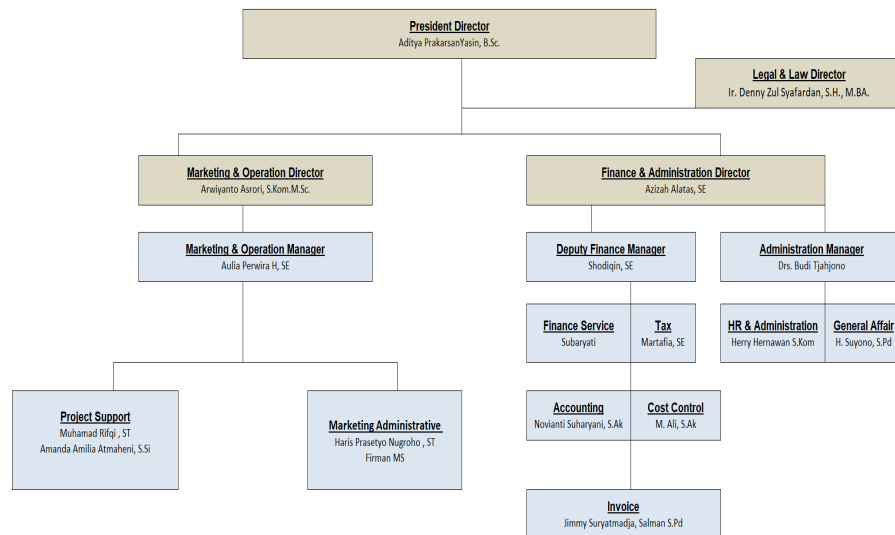 President Director
Aditya PrakarsanYasin, B.Sc.
Legal & Law Director
Ir. Denny Zul Syafardan, S.H., M.BA.
Marketing & Operation Director
Arwiyanto Asrori, S.Kom.M.Sc.
Finance & Administration Director
Azizah Alatas, SE
Marketing & Operation Manager
Aulia Perwira H, SE
Deputy Finance Manager
Shodiqin, SE
Administration Manager
Drs. Budi Tjahjono
Finance Service
Subaryati
Tax
Martafia, SE
HR & Administration
Herry Hernawan S.Kom
General Affair
H. Suyono, S.Pd
Project Support
Muhamad Rifqi , ST
Amanda Amilia Atmaheni, S.Si
Marketing Administrative
Haris Prasetyo Nugroho , ST
Firman MS
Accounting
Novianti Suharyani, S.Ak
Cost Control
M. Ali, S.Ak
Invoice
Jimmy Suryatmadja, Salman S.Pd